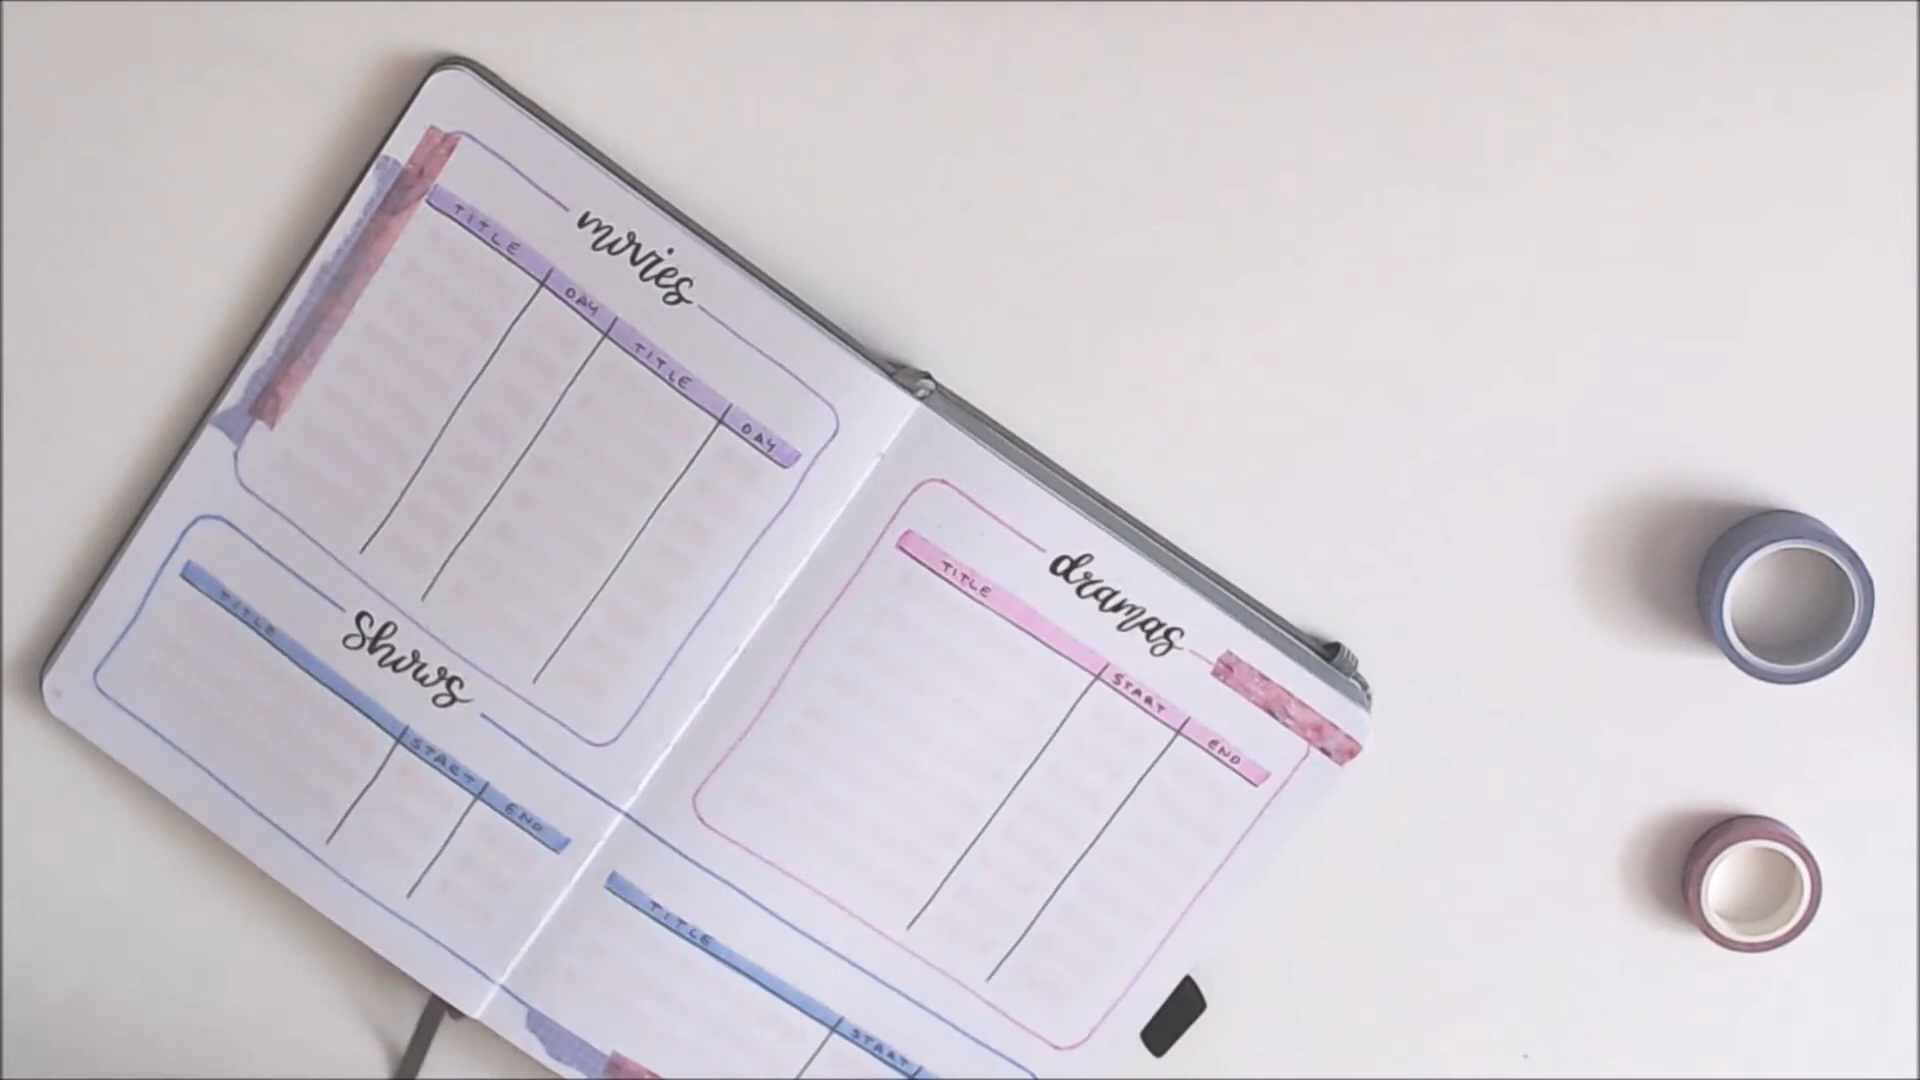 movies
TITLE DAY TITLE DAY
shows
TITLE START END
dramas
TITLE START END
TITLE START